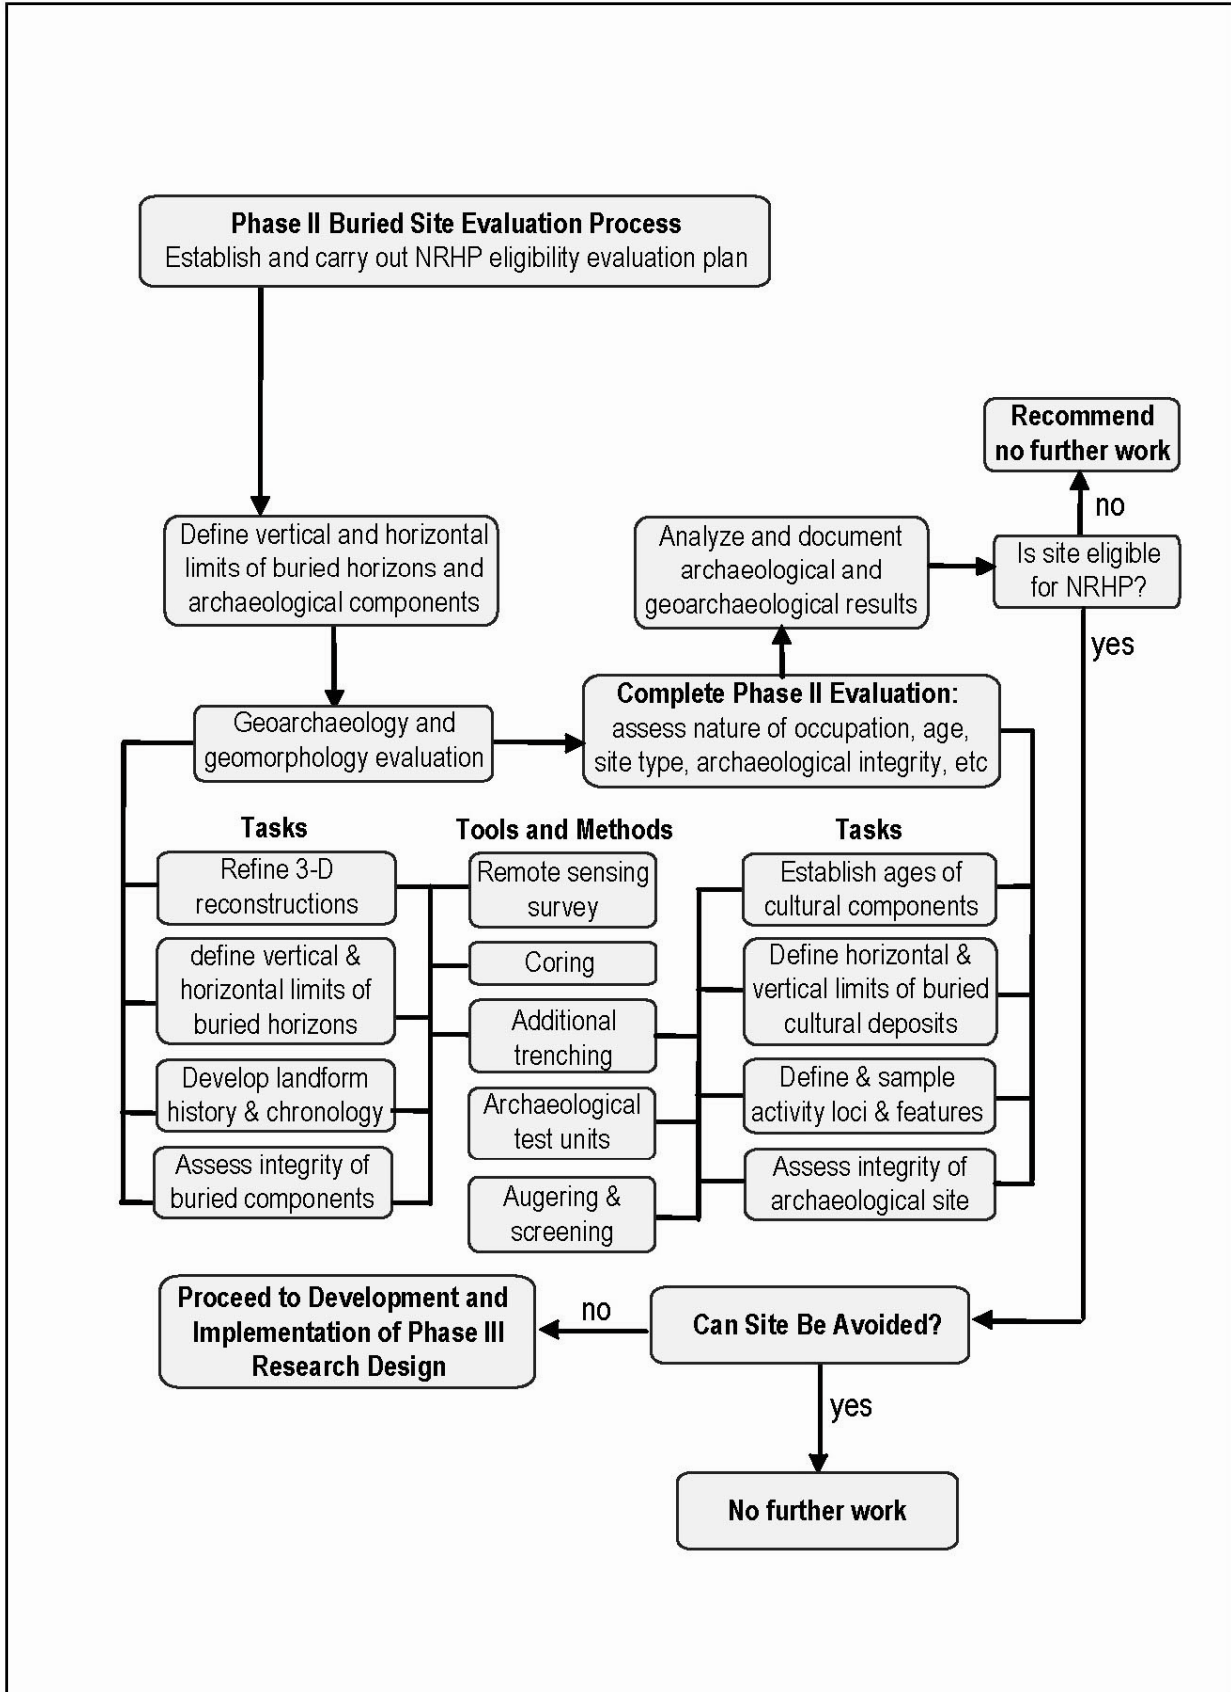 Phase II Buried Site Evaluation Process
Establish and carry out NRHP eligibility evaluation plan
Recommend
no further work
no
Define vertical and horizontal
limits of buried horizons and
archaeological components
Analyze and document
archaeological and
geoarchaeological results
Is site eligible
for NRHP?
yes
Geoarchaeology and
geomorphology evaluation
Complete Phase II Evaluation:
assess nature of occupation, age,
site type, archaeological integrity, etc
Tasks
Refine 3-D
reconstructions
define vertical &
horizontal limits of
buried horizons
Develop landform
history & chronology
Assess integrity of
buried components
Tools and Methods
Remote sensing
survey
Coring
Additional
trenching
Archaeological
test units
Augering &
screening
Tasks
Establish ages of
cultural components
Define horizontal &
vertical limits of buried
cultural deposits
Define & sample
activity loci & features
Assess integrity of
archaeological site
Proceed to Development and
Implementation of Phase III
Research Design
no
Can Site Be Avoided?
yes
No further work